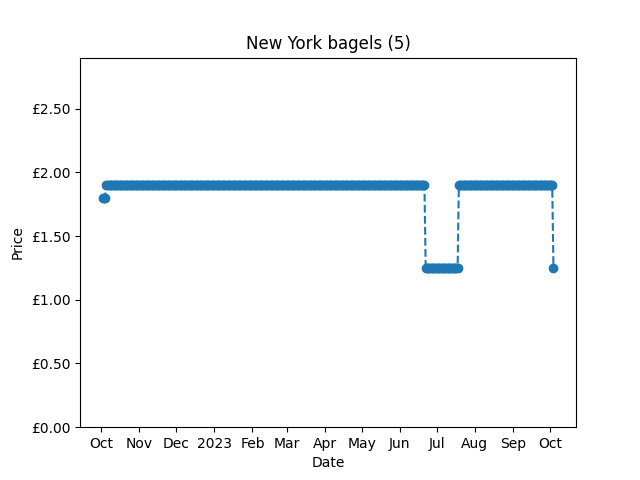 New York bagels (5)
£2.50
£2.00
£1.50
£1.00
£0.50
£0.00
Price
Oct Nov Dec 2023 Feb Mar Apr May Jun Jul Aug Sep Oct
Date